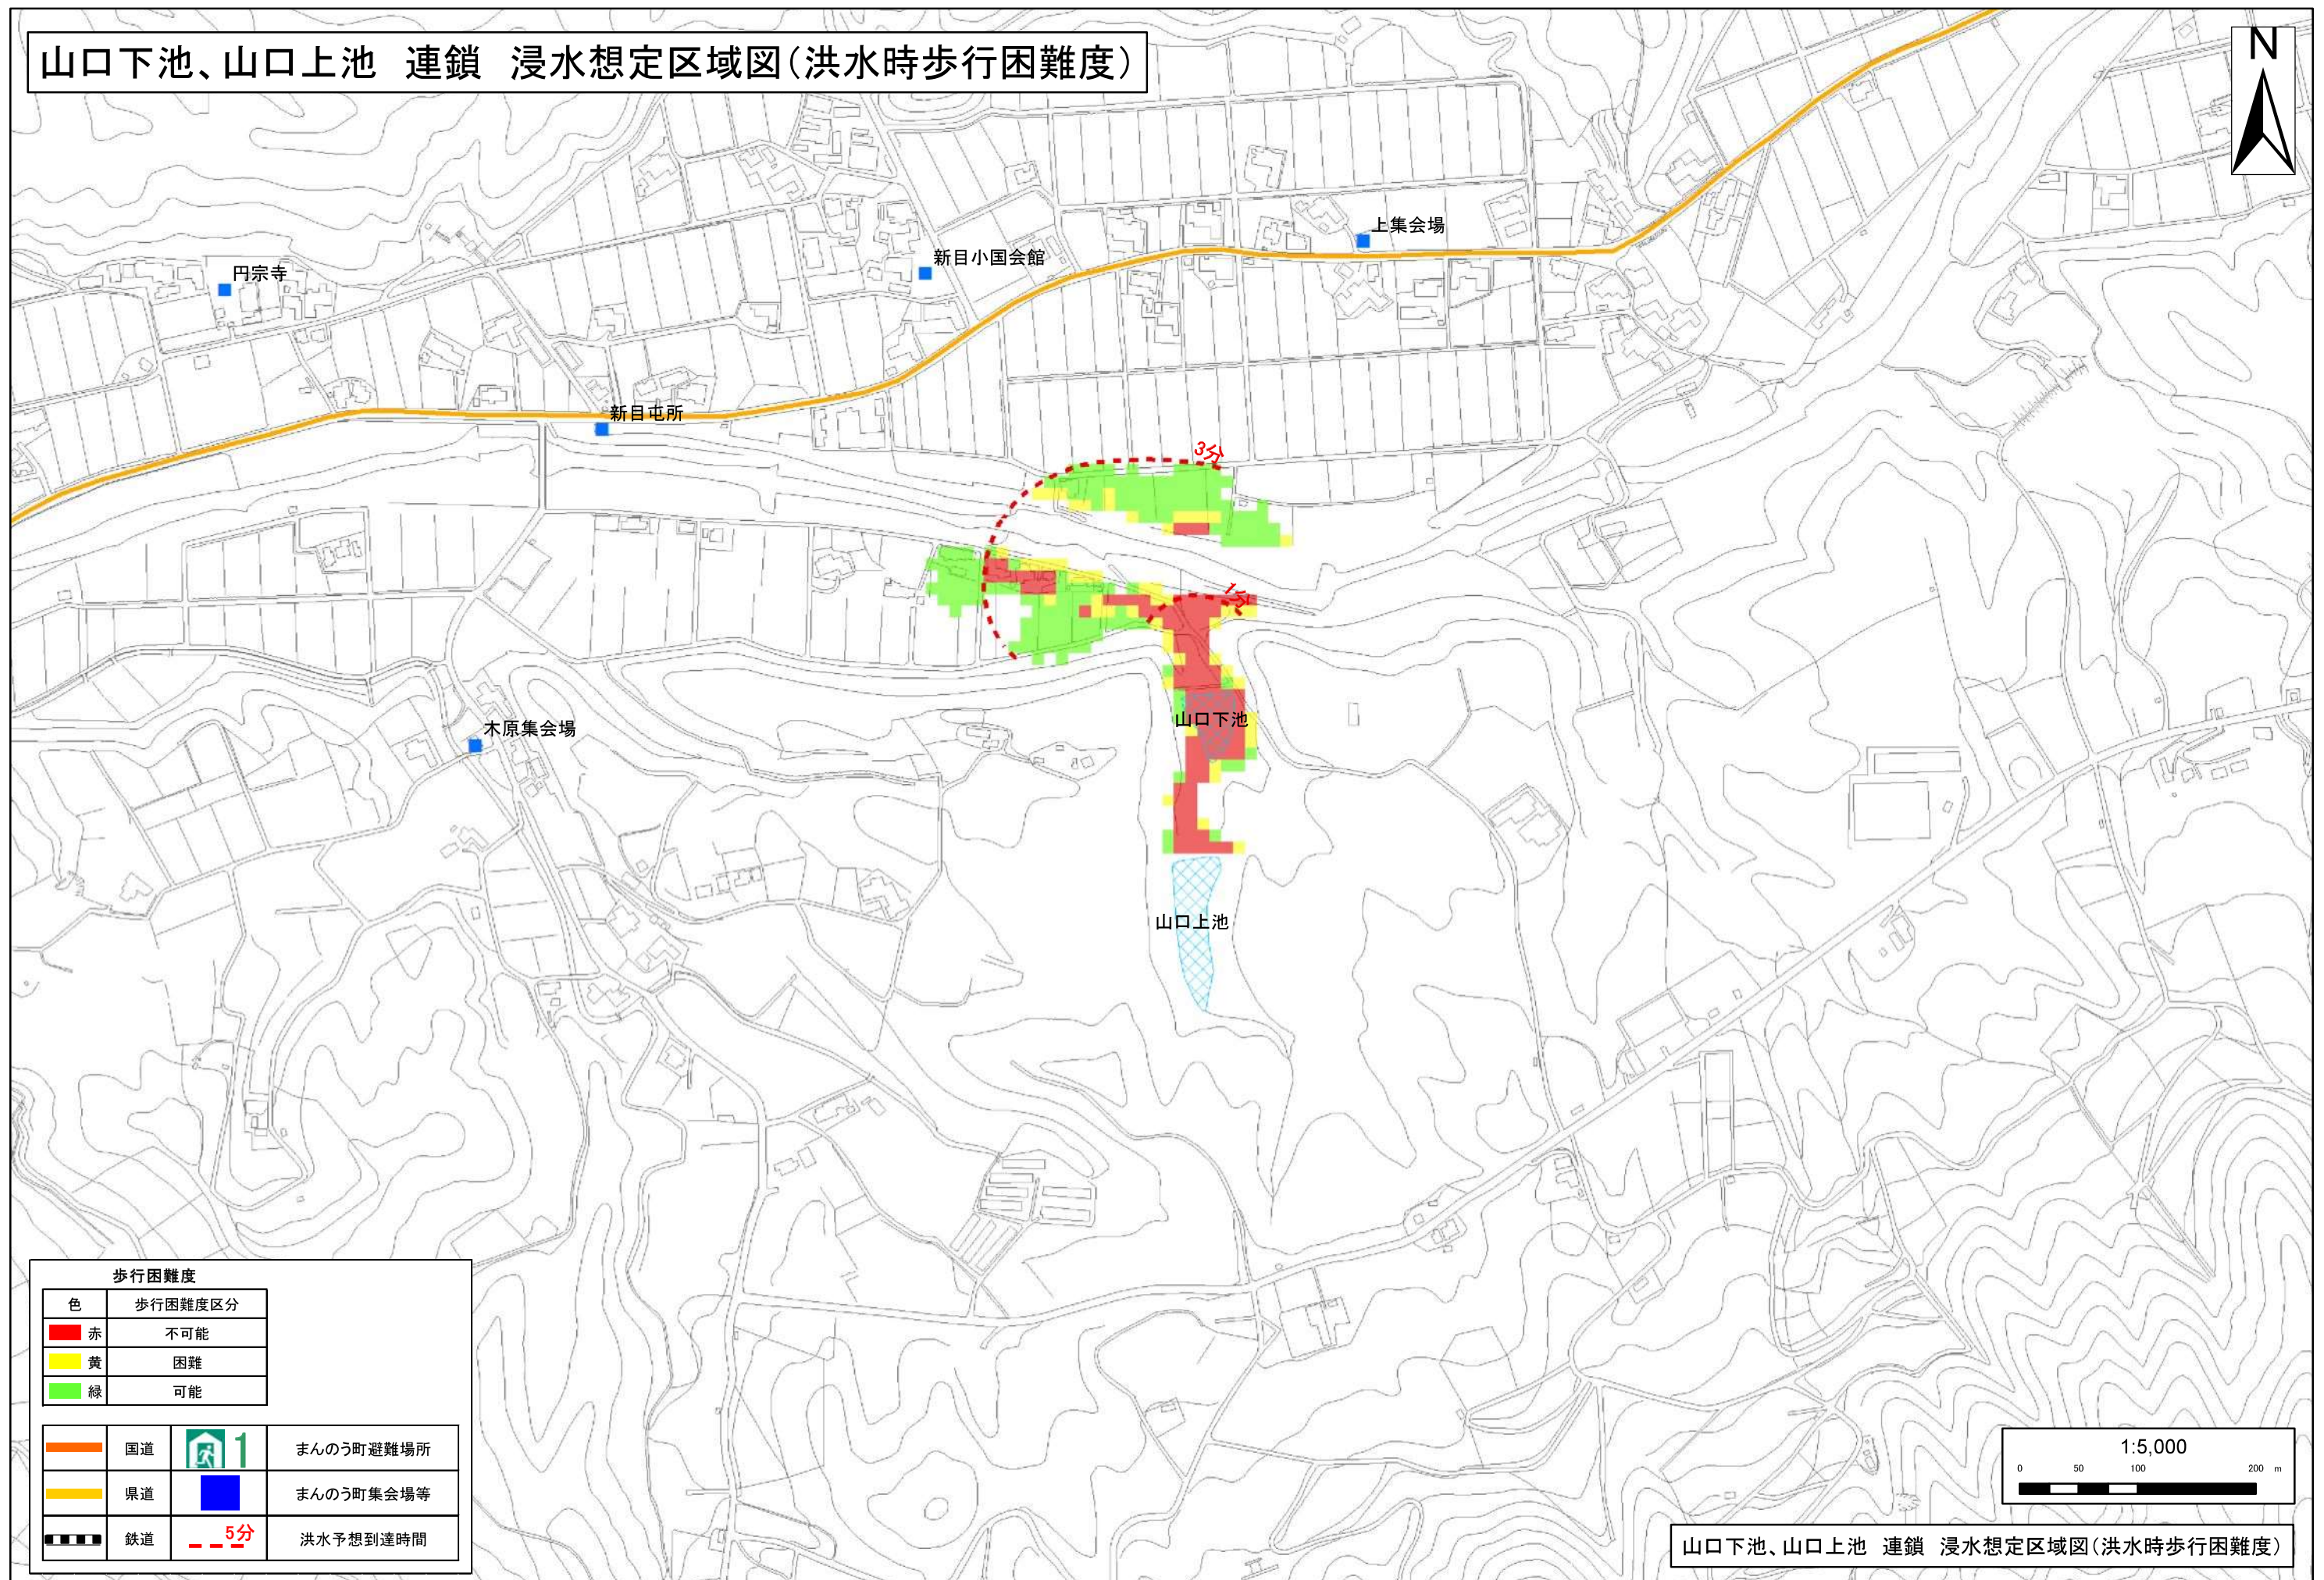 山口下池、山口上池　連鎖　浸水想定区域図（洪水時歩行困難度）
N
上集会場
新目小国会館
円宗寺
新目屯所
3分
1分
山口下池
木原集会場
山口上池
歩行困難度
色　歩行困難度区分
赤　不可能
黄　困難
緑　可能
国道　1　まんのう町避難場所
県道　まんのう町集会場等
鉄道　5分　洪水予想到達時間
1:5,000
0　50　100　200　m
山口下池、山口上池　連鎖　浸水想定区域図（洪水時歩行困難度）